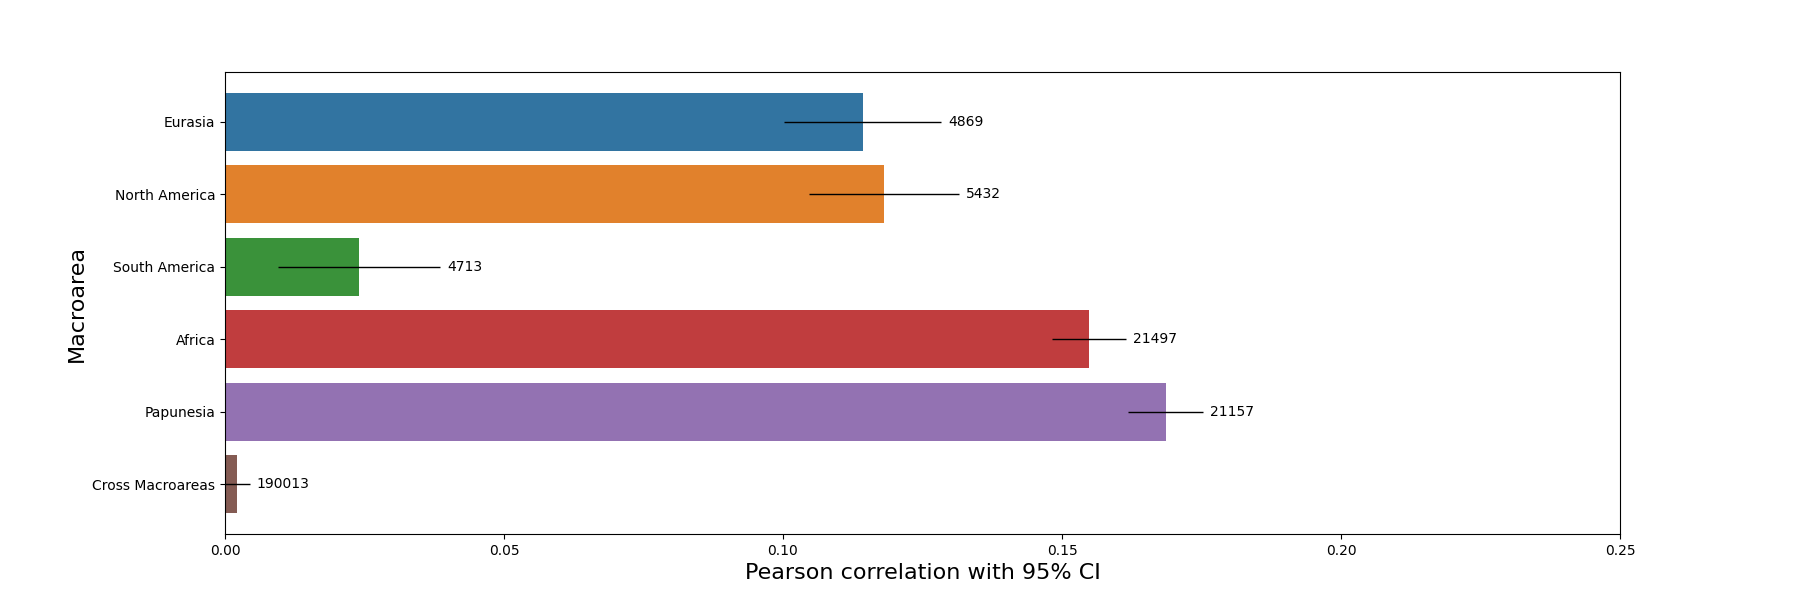 Macroarea
Eurasia
4869
North America
5432
South America
4713
Africa
21497
Papunesia
21157
Cross Macroareas
190013
0.00 0.05 0.10 0.15 0.20 0.25
Pearson correlation with 95% CI